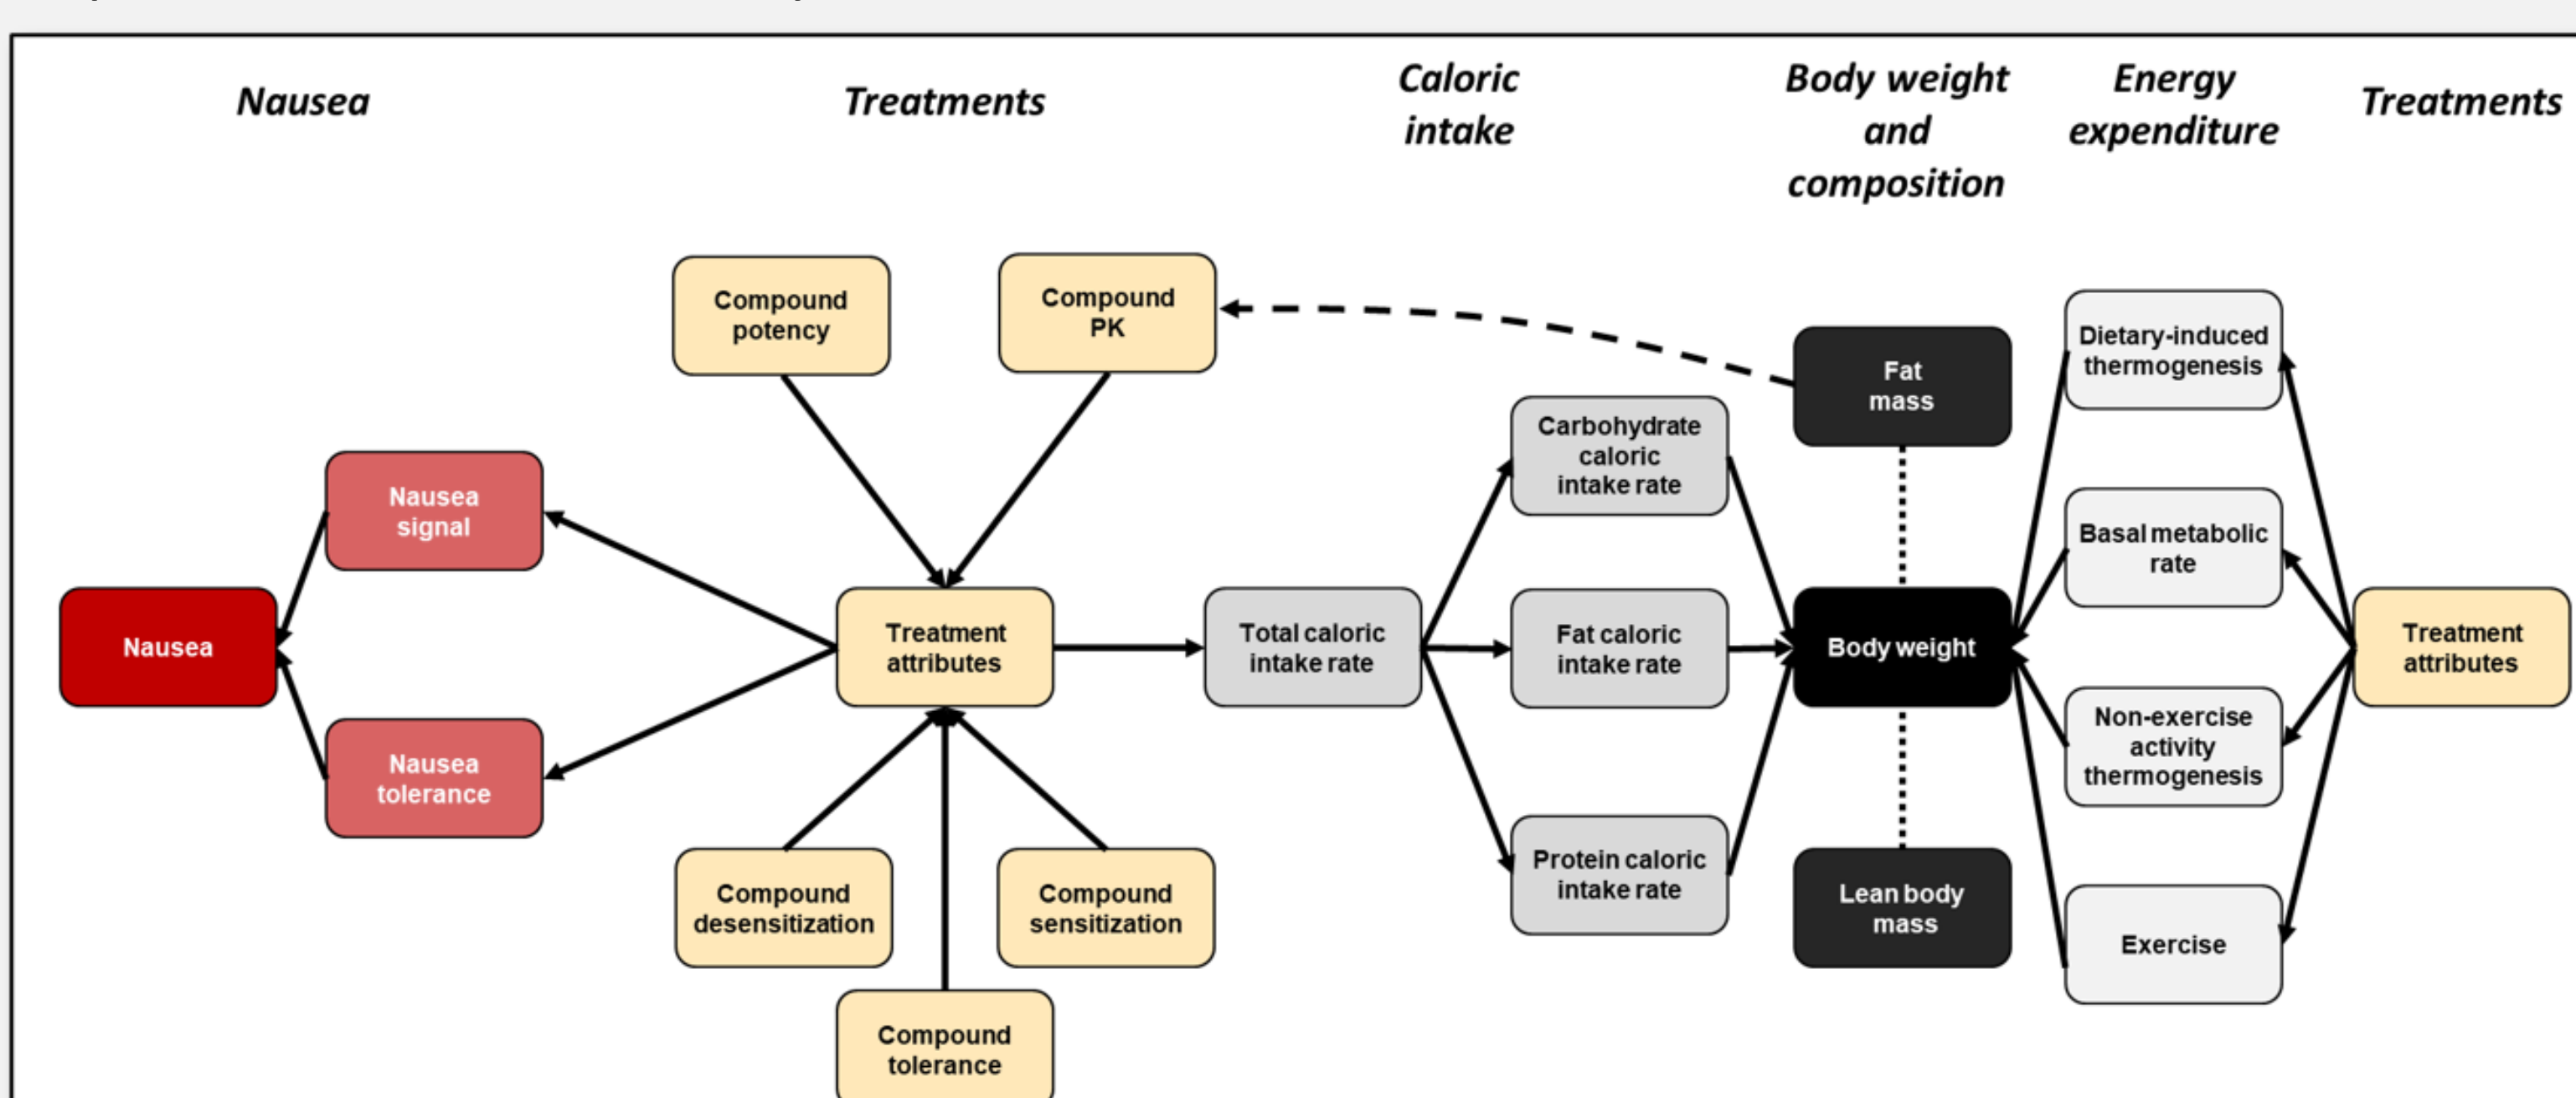 Nausea
Treatments
Caloric
intake
Body weight
and
composition
Energy
expenditure
Treatments
Compound
potency
Compound
PK
Fat
mass
Dietary-induced
thermogenesis
Carbohydrate
caloric
intake rate
Nausea
signal
Basal metabolic
rate
Nausea
Treatment
attributes
Total caloric
intake rate
Fat caloric
intake rate
Body weight
Treatment
attributes
Non-exercise
activity
thermogenesis
Nausea
tolerance
Protein caloric
intake rate
Compound
desensitization
Compound
sensitization
Lean body
mass
Exercise
Compound
tolerance